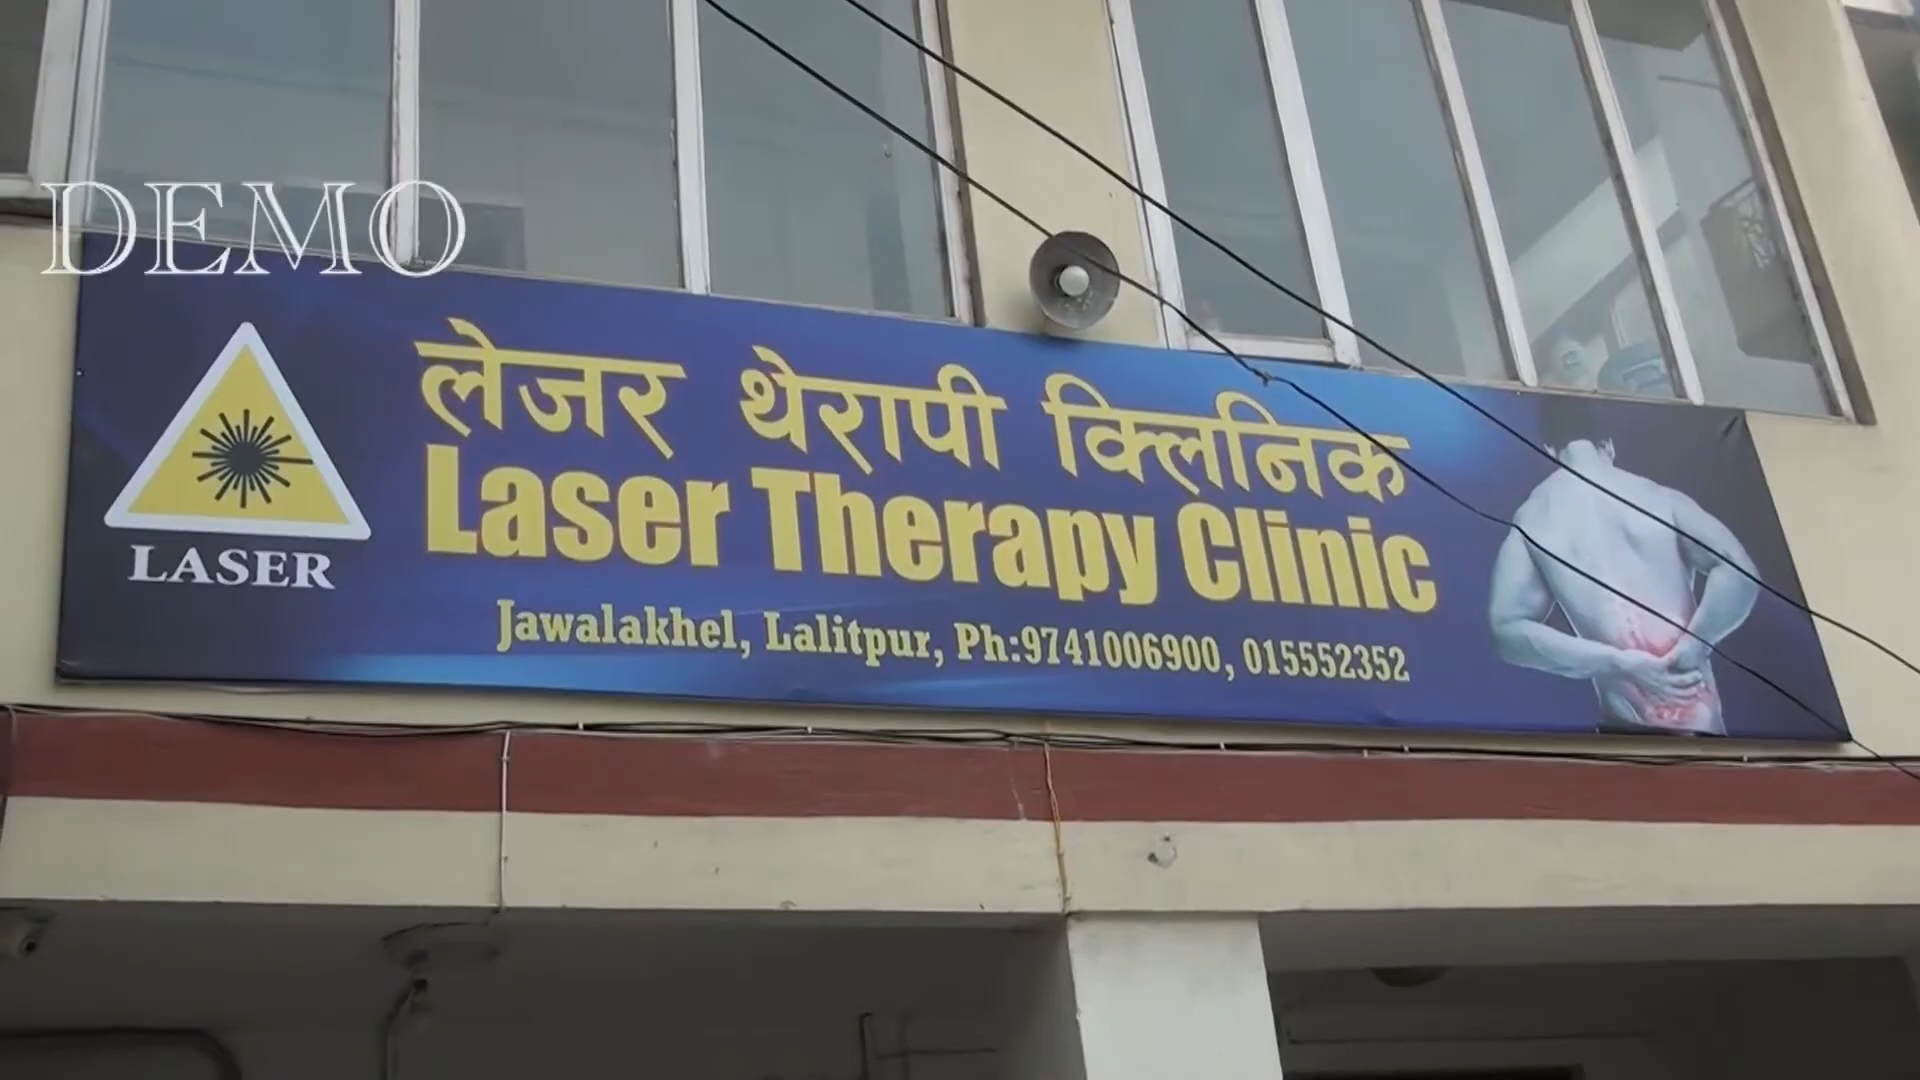 DEMO
लेजर थेरापी क्लिनिक
Laser Therapy Clinic
LASER
Jawalakhel, Lalitpur, Ph:9741006900, 015552352